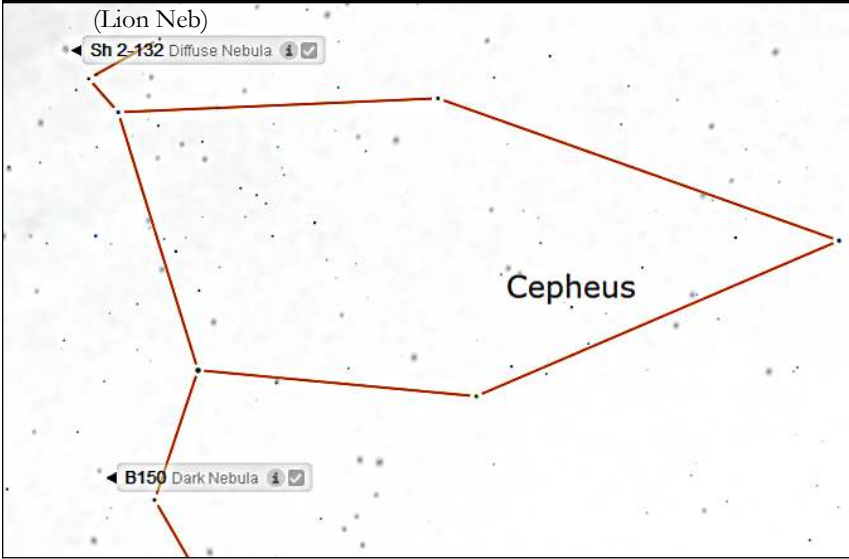 (Lion Neb)
Sh 2-132 Diffuse Nebula i
Cepheus
B150 Dark Nebula i